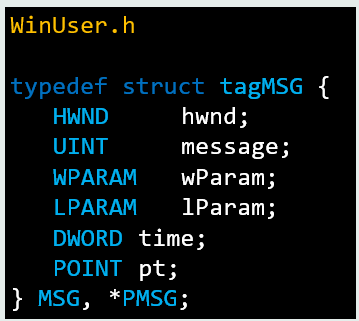 WinUser.h
typedef struct tagMSG {
HWND hwnd;
UINT message;
WPARAM wParam;
LPARAM lParam;
DWORD time;
POINT pt;
} MSG, *PMSG;